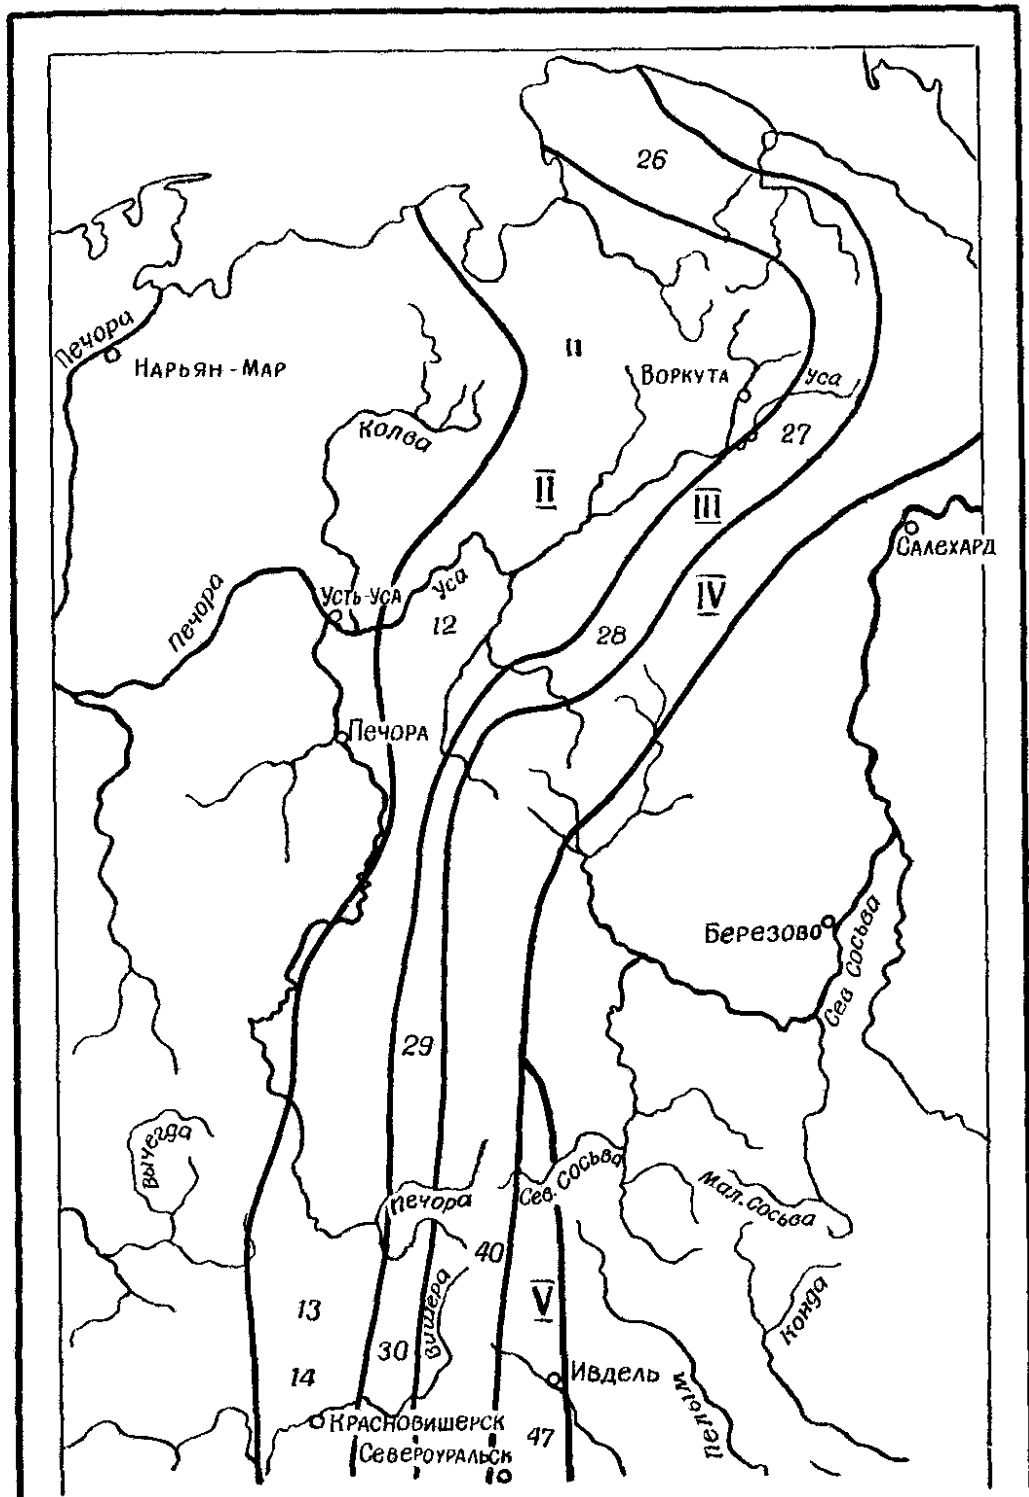 26
Печора
НАРЬЯН-МАР
11
ВОРКУТА
Уса
Колва
27
II
III
САЛЕХАРД
Печора
УСТЬ-УСА
Уса
IV
12
28
ПЕЧОРА
БЕРЕЗОВО
Сев Сосьва
29
Вычегда
Печора
Сев. Сосьва
Мал. Сосьва
40
13
Вишера
V
Конда
30
14
ИВДЕЛЬ
Пелым
КРАСНОВИШЕРСК
СЕВЕРОУРАЛЬСК
47